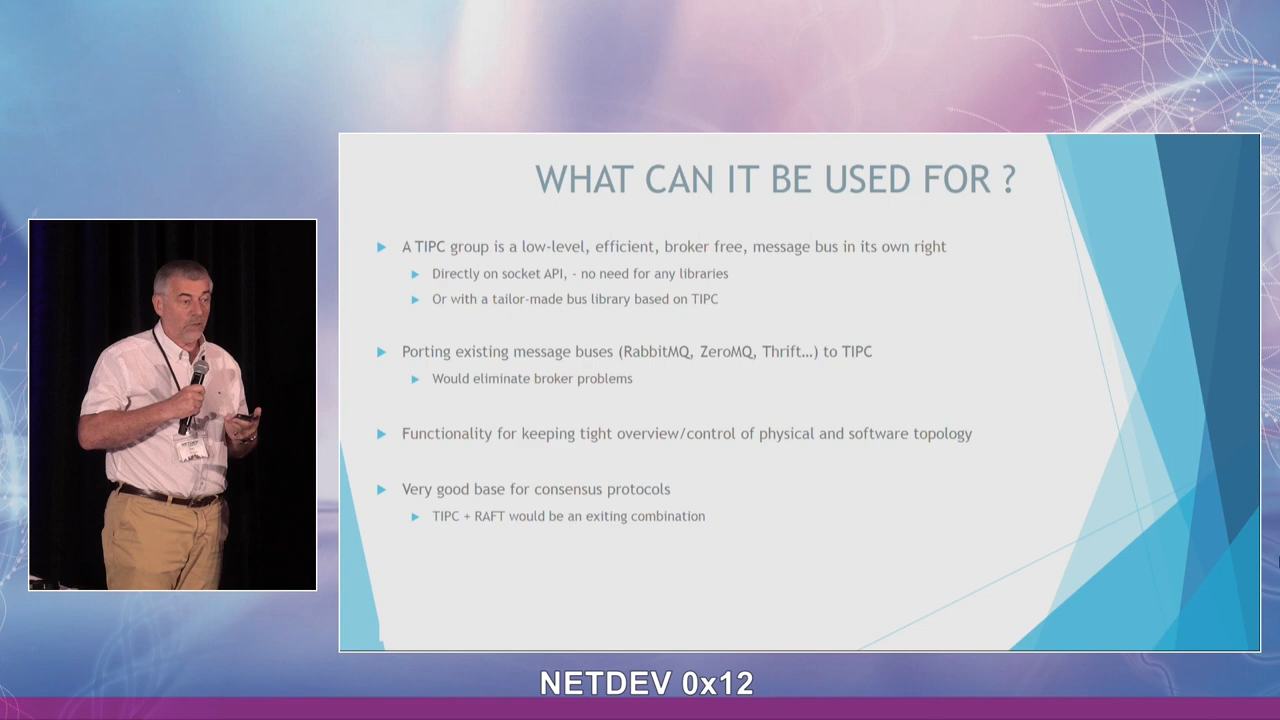 WHAT CAN IT BE USED FOR ?
A TIPC group is a low-level, efficient, broker free, message bus in its own right
Directly on socket API, - no need for any libraries
Or with a tailor-made bus library based on TIPC
Porting existing message buses (RabbitMQ, ZeroMQ, Thrift…) to TIPC
Would eliminate broker problems
Functionality for keeping tight overview/control of physical and software topology
Very good base for consensus protocols
TIPC + RAFT would be an exiting combination
NETDEV 0x12